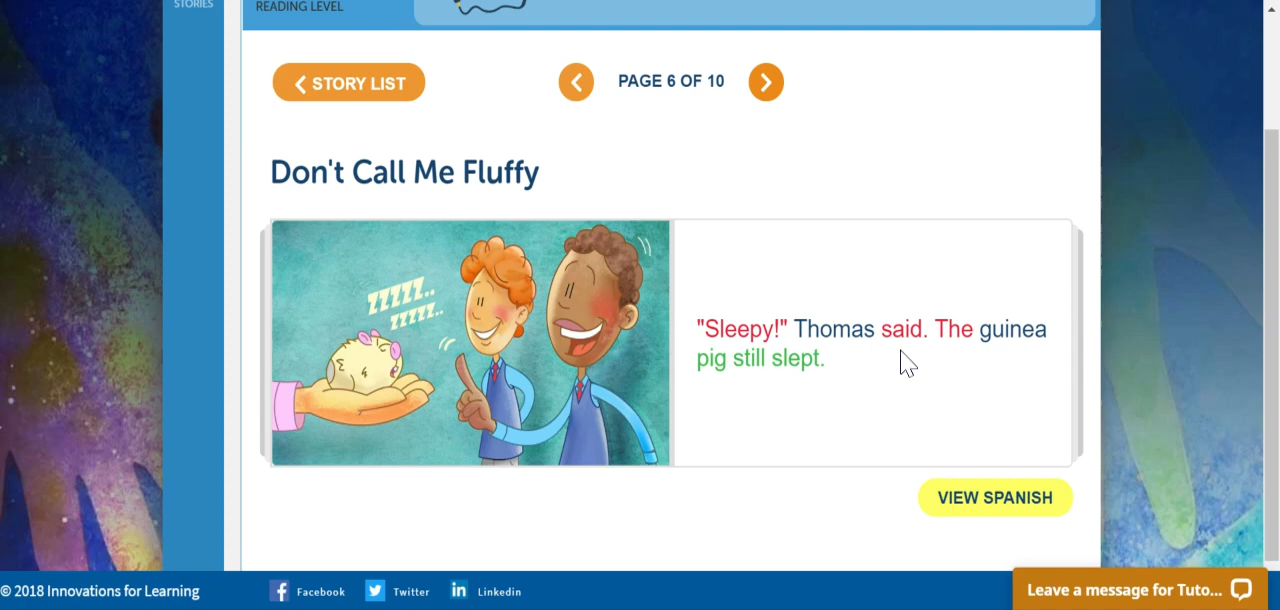 STORIES
READING LEVEL
STORY LIST
PAGE 6 OF 10
Don't Call Me Fluffy
ZZZZZ..
ZZZZZ..
"Sleepy!" Thomas said. The guinea
pig still slept.
VIEW SPANISH
© 2018 Innovations for Learning
Facebook
Twitter
in Linkedin
Leave a message for Tuto...